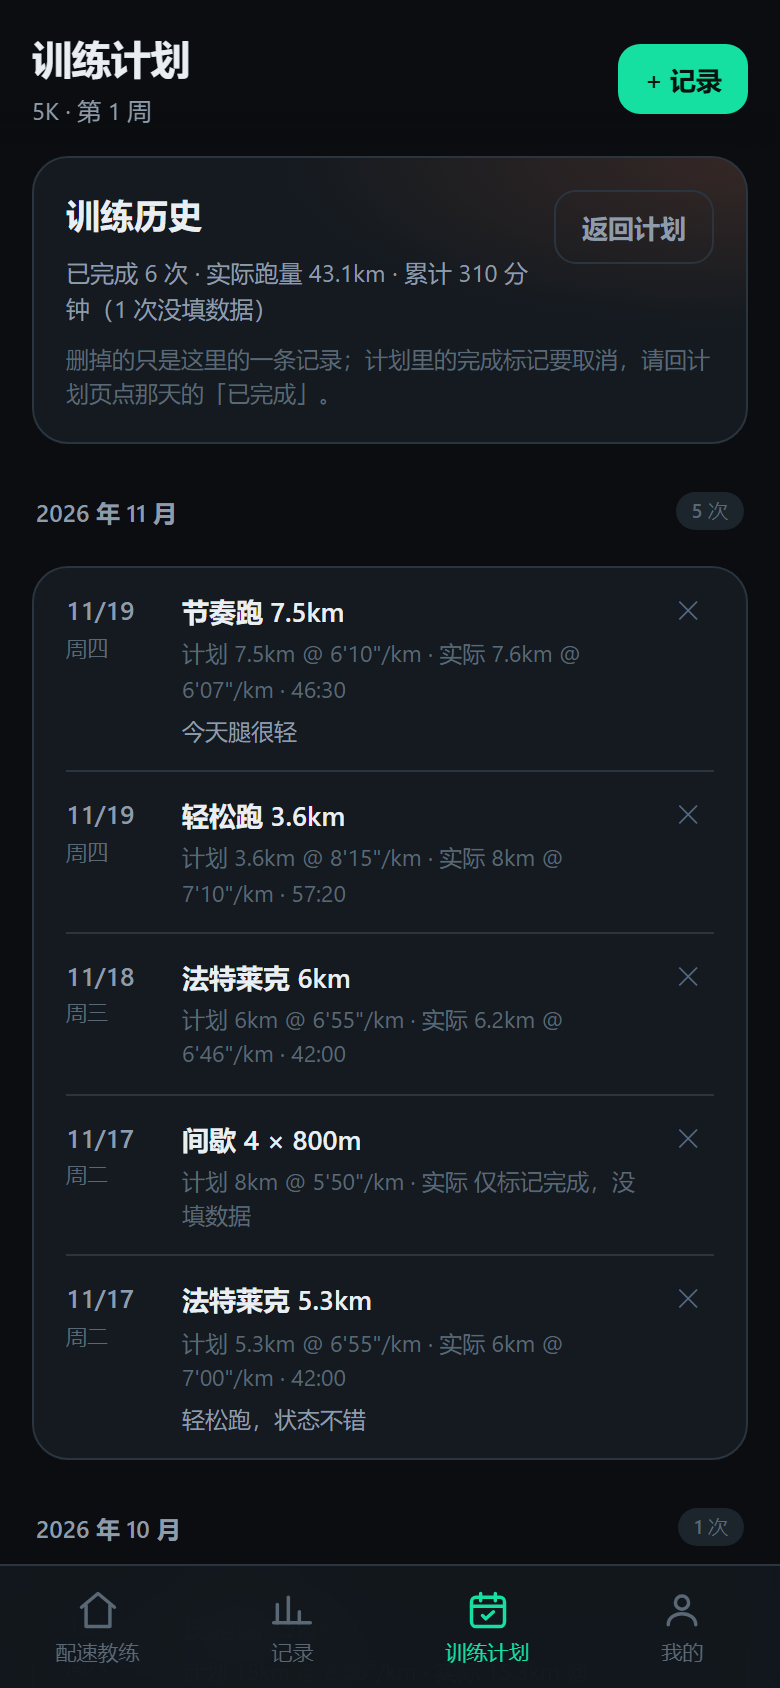 训练计划
5K · 第 1 周
+ 记录
训练历史
返回计划
已完成 6 次 · 实际跑量 43.1km · 累计 310 分
钟（1 次没填数据）
删掉的只是这里的一条记录；计划里的完成标记要取消，请回计
划页点那天的「已完成」。
2026 年 11 月
5 次
11/19
周四
节奏跑 7.5km
计划 7.5km @ 6'10"/km · 实际 7.6km @
6'07"/km · 46:30
今天腿很轻
11/19
周四
轻松跑 3.6km
计划 3.6km @ 8'15"/km · 实际 8km @
7'10"/km · 57:20
11/18
周三
法特莱克 6km
计划 6km @ 6'55"/km · 实际 6.2km @
6'46"/km · 42:00
11/17
周二
间歇 4 × 800m
计划 8km @ 5'50"/km · 实际 仅标记完成，没
填数据
11/17
周二
法特莱克 5.3km
计划 5.3km @ 6'55"/km · 实际 6km @
7'00"/km · 42:00
轻松跑，状态不错
2026 年 10 月
1 次
配速教练
记录
训练计划
我的